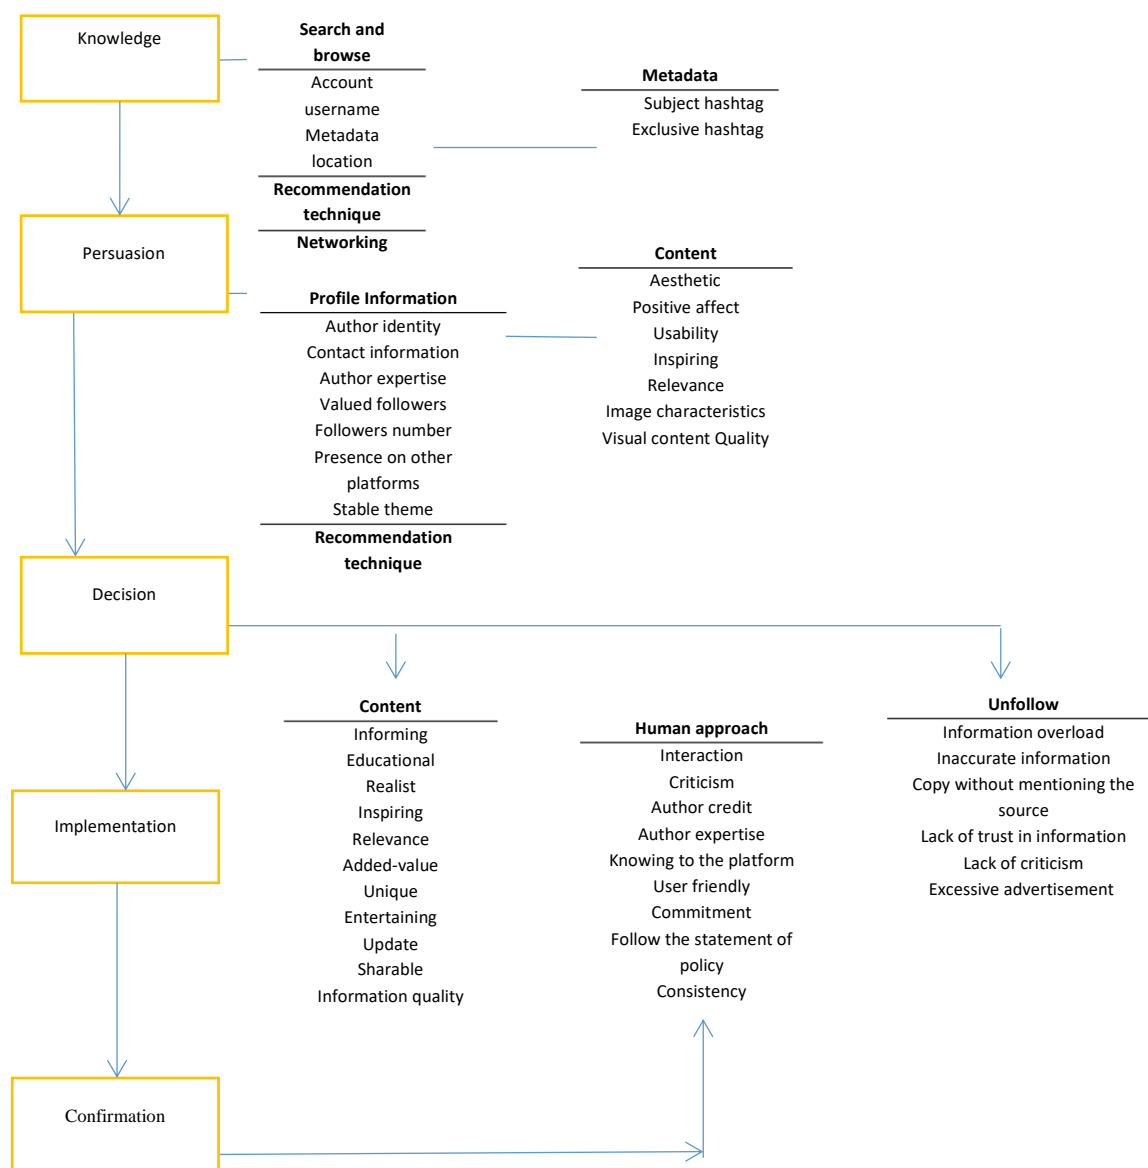 Knowledge
Search and
browse
Account
username
Metadata
location
Recommendation
technique
Networking
Metadata
Subject hashtag
Exclusive hashtag
Persuasion
Profile Information
Author identity
Contact information
Author expertise
Valued followers
Followers number
Presence on other
platforms
Stable theme
Recommendation
technique
Content
Aesthetic
Positive affect
Usability
Inspiring
Relevance
Image characteristics
Visual content Quality
Decision
Content
Informing
Educational
Realist
Inspiring
Relevance
Added-value
Unique
Entertaining
Update
Sharable
Information quality
Human approach
Interaction
Criticism
Author credit
Author expertise
Knowing to the platform
User friendly
Commitment
Follow the statement of
policy
Consistency
Unfollow
Information overload
Inaccurate information
Copy without mentioning the
source
Lack of trust in information
Lack of criticism
Excessive advertisement
Implementation
Confirmation